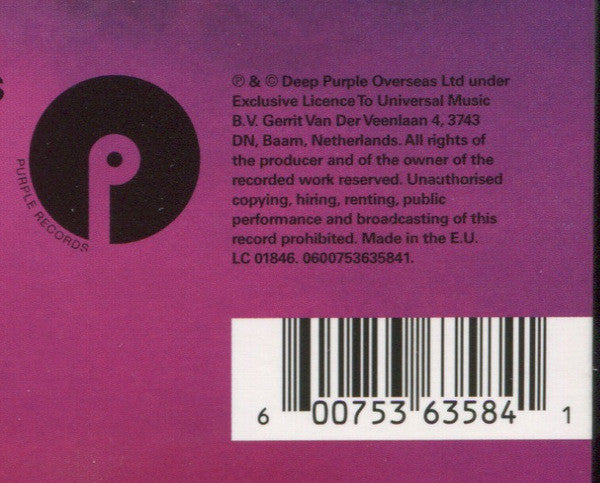 S
℗ & © Deep Purple Overseas Ltd under
Exclusive Licence To Universal Music
B.V. Gerrit Van Der Veenlaan 4, 3743
DN, Baarn, Netherlands. All rights of
the producer and of the owner of the
recorded work reserved. Unauthorised
copying, hiring, renting, public
performance and broadcasting of this
record prohibited. Made in the E.U.
LC 01846. 0600753635841.
PURPLE RECORDS
6 00753 63584 1